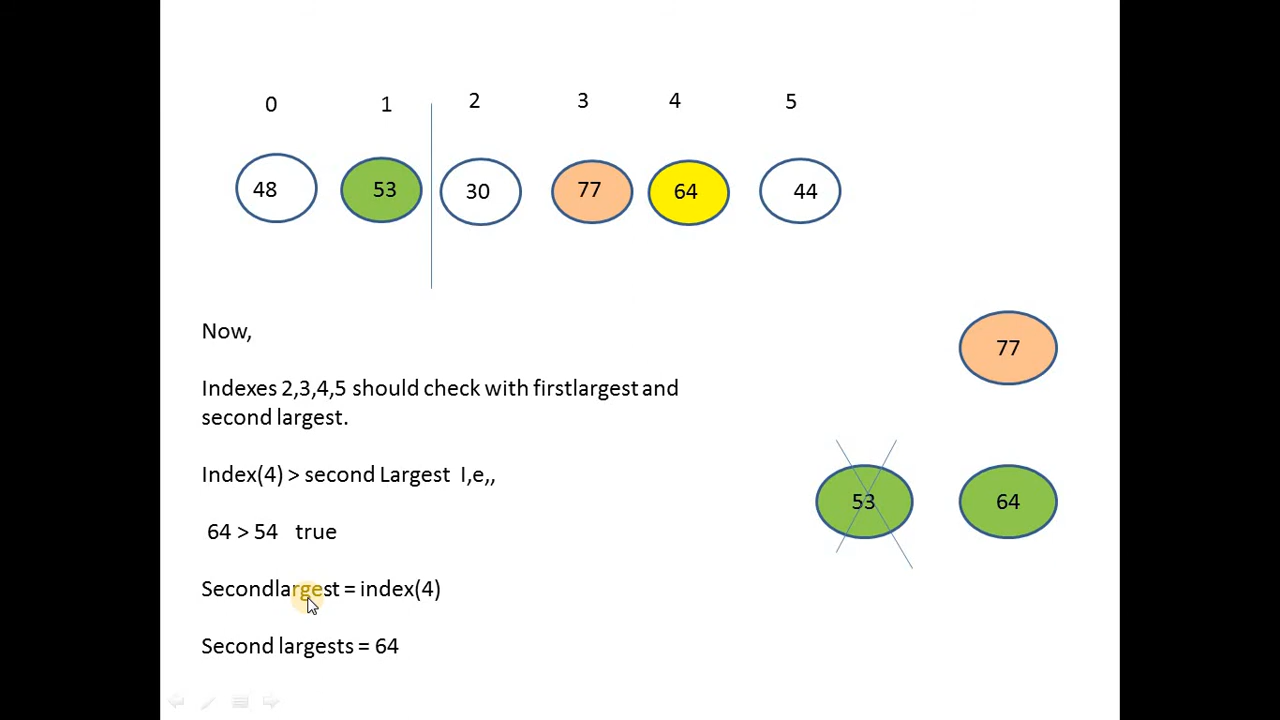 0 1 2 3 4 5
48 53 30 77 64 44
Now,
77
Indexes 2,3,4,5 should check with firstlargest and
second largest.
Index(4) > second Largest I,e,,
53 64
64 > 54 true
Secondlargest = index(4)
Second largests = 64